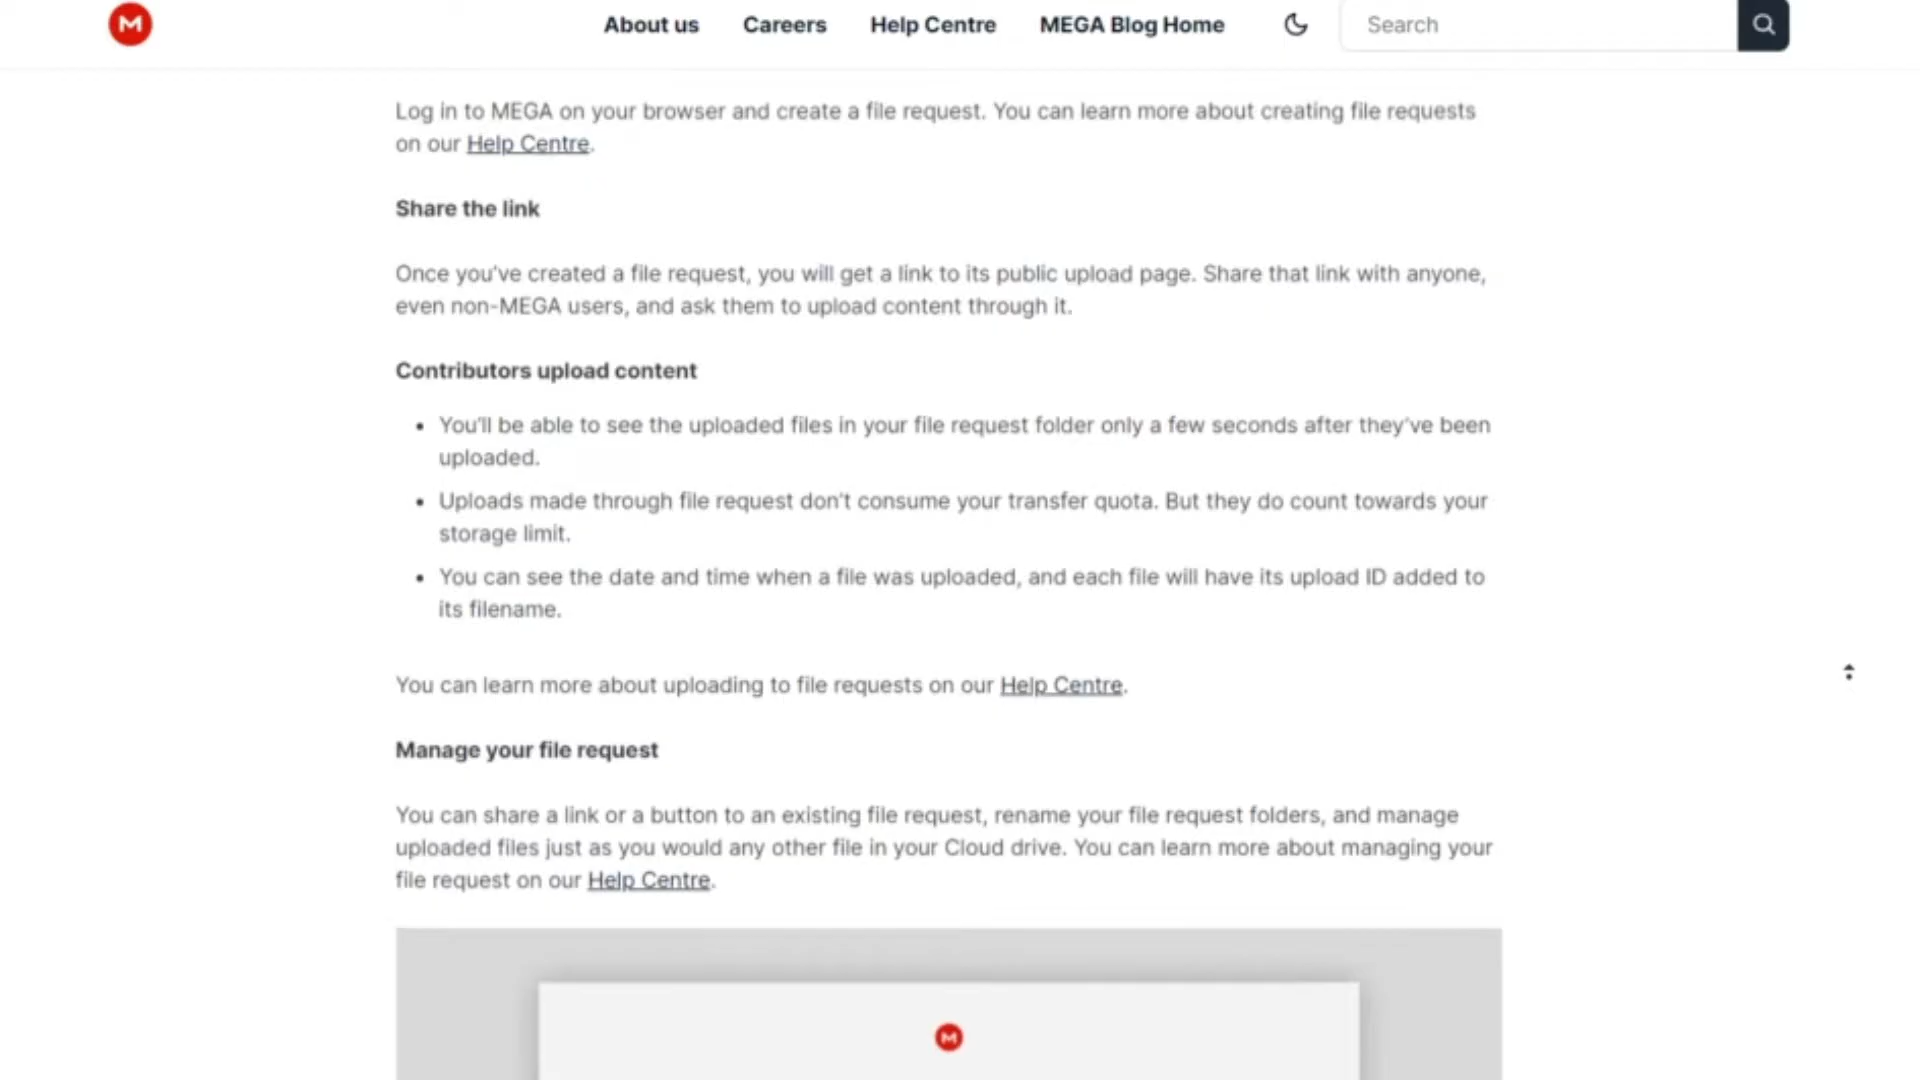 M
About us
Careers
Help Centre
MEGA Blog Home
Search
Log in to MEGA on your browser and create a file request. You can learn more about creating file requests
on our Help Centre.
Share the link
Once you've created a file request, you will get a link to its public upload page. Share that link with anyone,
even non-MEGA users, and ask them to upload content through it.
Contributors upload content
• You'll be able to see the uploaded files in your file request folder only a few seconds after they've been
uploaded.
• Uploads made through file request don't consume your transfer quota. But they do count towards your
storage limit.
• You can see the date and time when a file was uploaded, and each file will have its upload ID added to
its filename.
You can learn more about uploading to file requests on our Help Centre.
Manage your file request
You can share a link or a button to an existing file request, rename your file request folders, and manage
uploaded files just as you would any other file in your Cloud drive. You can learn more about managing your
file request on our Help Centre.
M